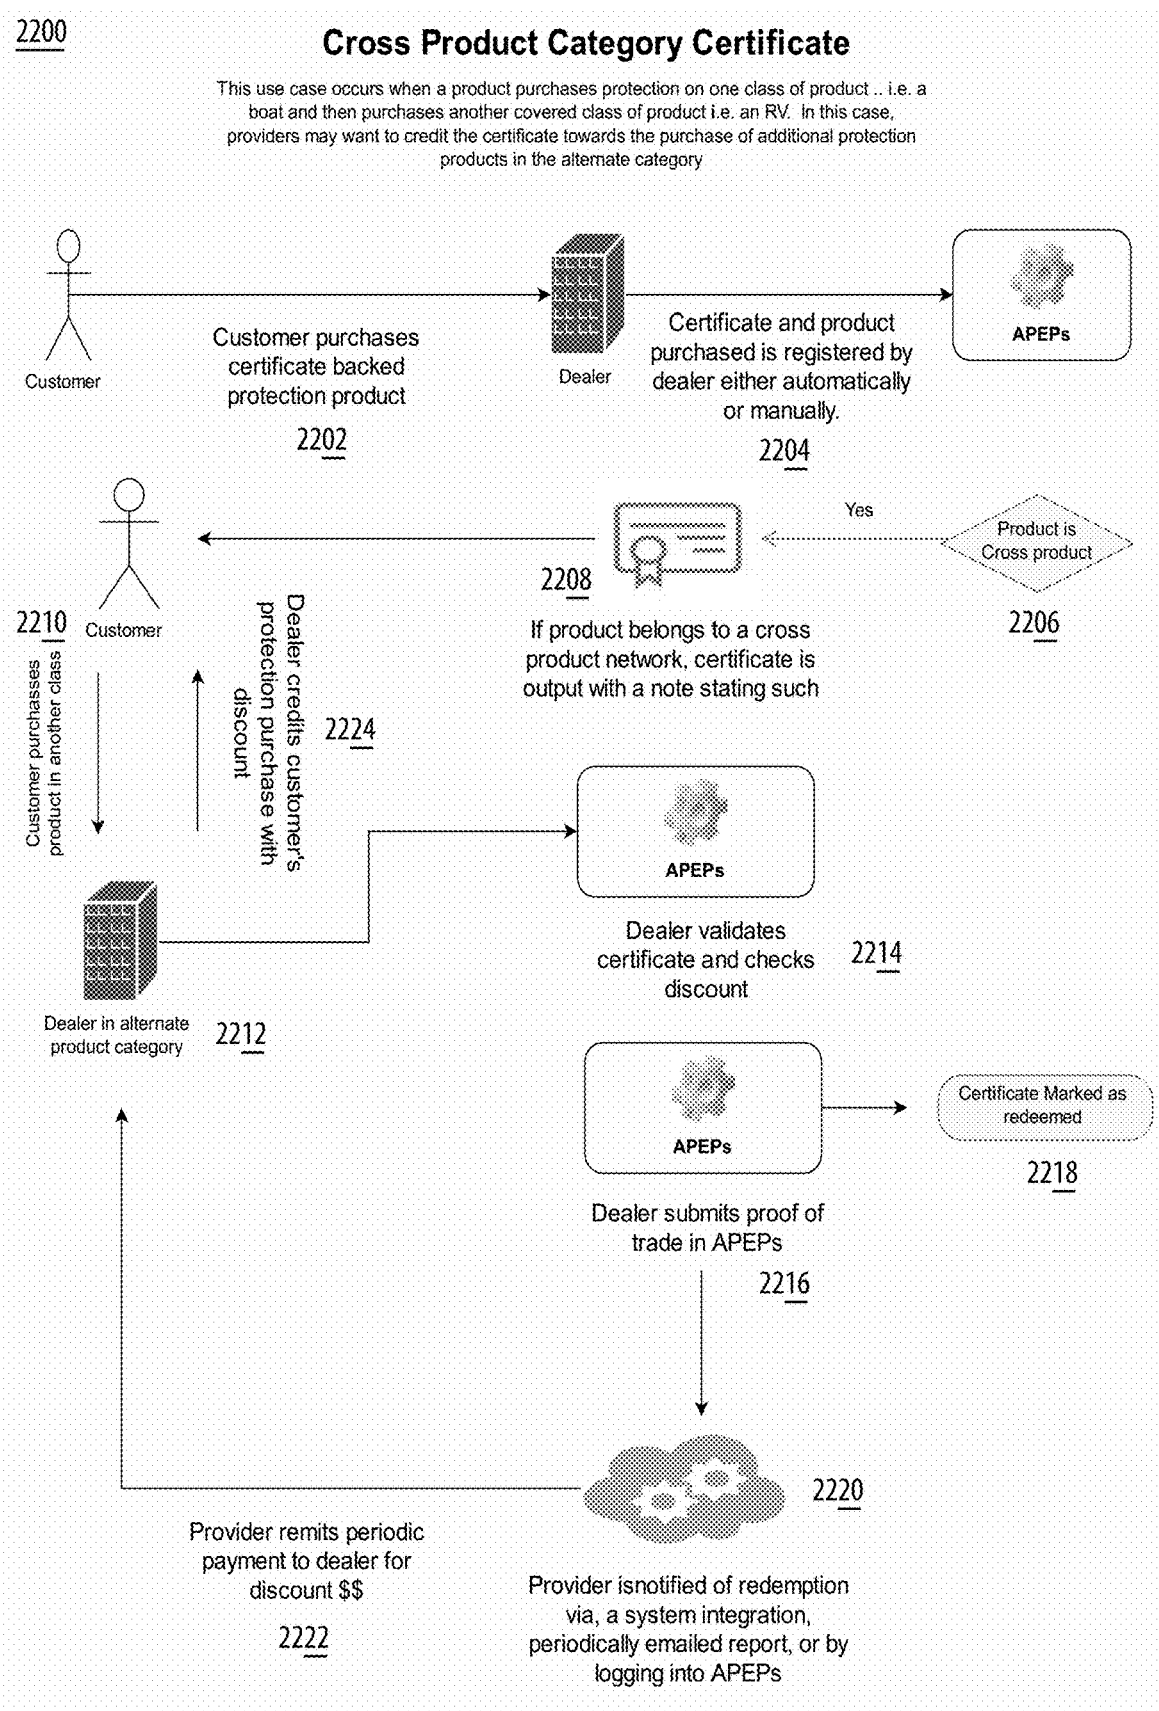 2200
Cross Product Category Certificate
This use case occurs when a product purchases protection on one class of product .. i.e. a
boat and then purchases another covered class of product i.e. an RV. In this case,
providers may want to credit the certificate towards the purchase of additional protection
products in the alternate category
Customer
Customer purchases
certificate backed
protection product
2202
Dealer
Certificate and product
purchased is registered by
dealer either automatically
or manually.
2204
APEPs
Product is
Cross product
2206
Yes
2208
If product belongs to a cross
product network, certificate is
output with a note stating such
2210
Customer
Customer purchasses
product in another class
Dealer credits customer's
protection purchase with
discount
2224
APEPs
Dealer validates
certificate and checks
discount
2214
Dealer in alternate
product category
2212
APEPs
Certificate Marked as
redeemed
2218
Dealer submits proof of
trade in APEPs
2216
2220
Provider remits periodic
payment to dealer for
discount $$
2222
Provider isnotified of redemption
via, a system integration,
periodically emailed report, or by
logging into APEPs